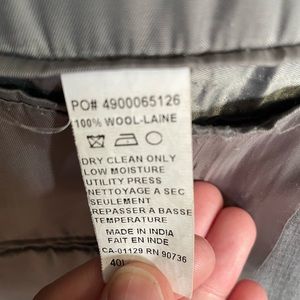 PO# 4900065126
100% WOOL-LAINE
DRY CLEAN ONLY
LOW MOISTURE
UTILITY PRESS
NETTOYAGE A SEC
SEULEMENT
REPASSER A BASSE
TEMPERATURE
MADE IN INDIA
FAIT EN INDE
CA-01129 RN 90736